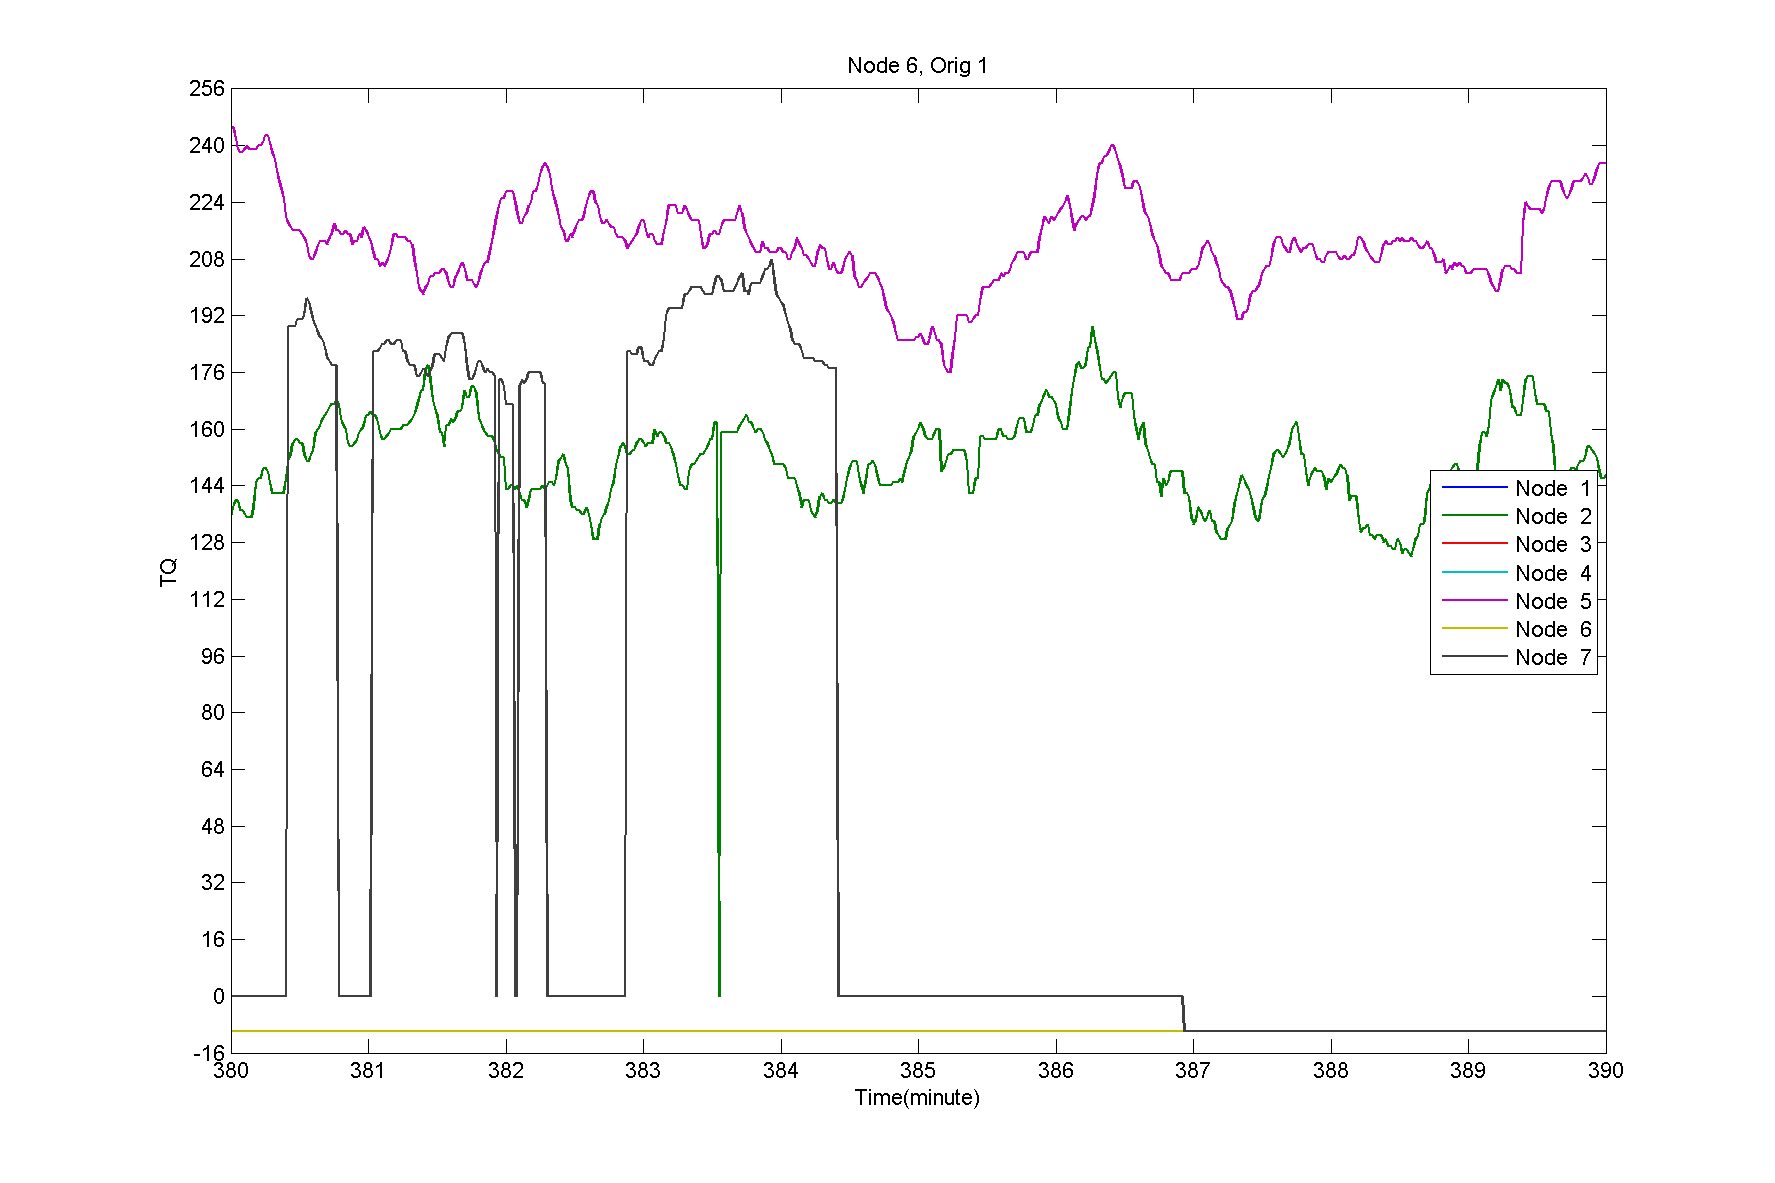 Node 6, Orig 1
256
240
224
208
192
176
160
144
128
112
96
80
64
48
32
16
0
-16
TQ
Node 1
Node 2
Node 3
Node 4
Node 5
Node 6
Node 7
380 381 382 383 384 385 386 387 388 389 390
Time(minute)